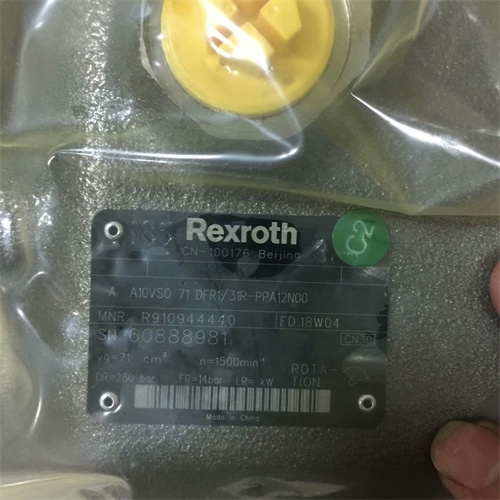 Rexroth
CN-100176 Beijing
C2
A A10VSO 71 DFR1/31R-PPA12N00
MNR: R910944440 FD:18W04
SN: 60888981 CN30
71 cm³ n=1500min⁻¹ ROTA-
TION
DR=280 bar FR=14bar LR= kW
Made in China